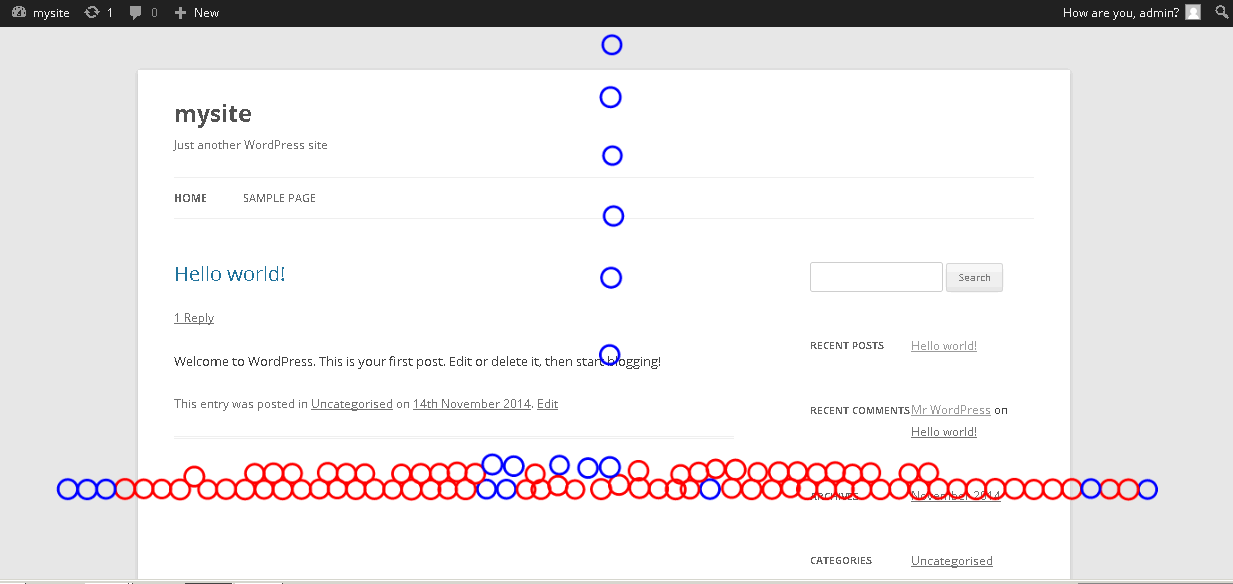 mysite 1 0 New How are you, admin?
mysite
Just another WordPress site
HOME SAMPLE PAGE
Hello world!
Search
1 Reply
RECENT POSTS Hello world!
Welcome to WordPress. This is your first post. Edit or delete it, then start blogging!
This entry was posted in Uncategorised on 14th November 2014. Edit
RECENT COMMENTS Mr WordPress on
Hello world!
ARCHIVES November 2014
CATEGORIES Uncategorised